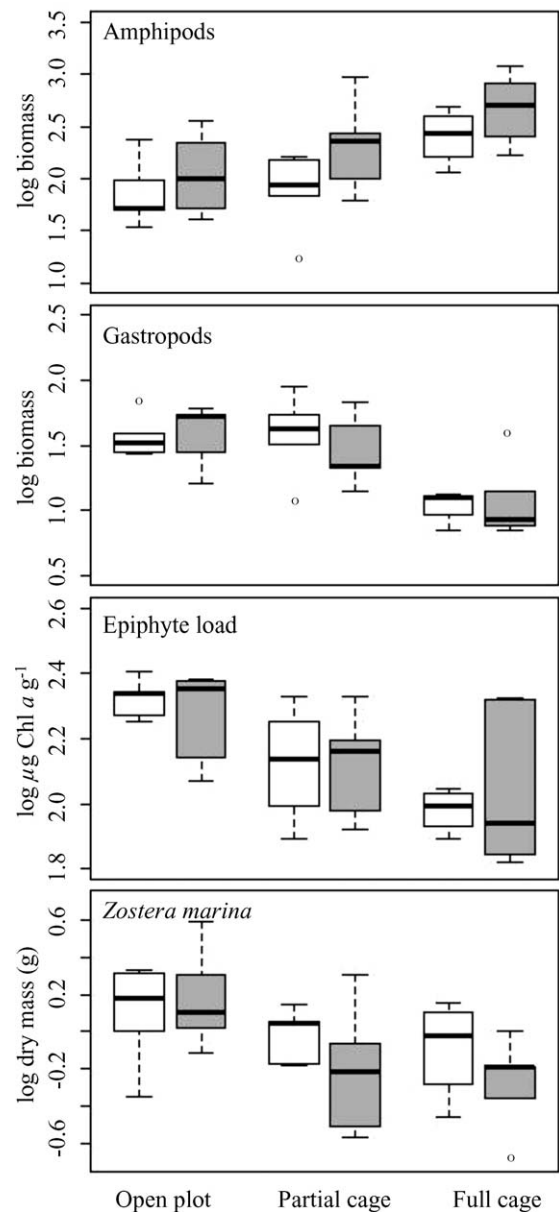 Amphipods
log biomass
3.5
3.0
2.5
2.0
1.5
1.0
Gastropods
log biomass
2.5
2.0
1.5
1.0
0.5
Epiphyte load
log µg Chl a g⁻¹
2.6
2.4
2.2
2.0
1.8
Zostera marina
log dry mass (g)
0.6
0.2
-0.2
-0.6
Open plot Partial cage Full cage